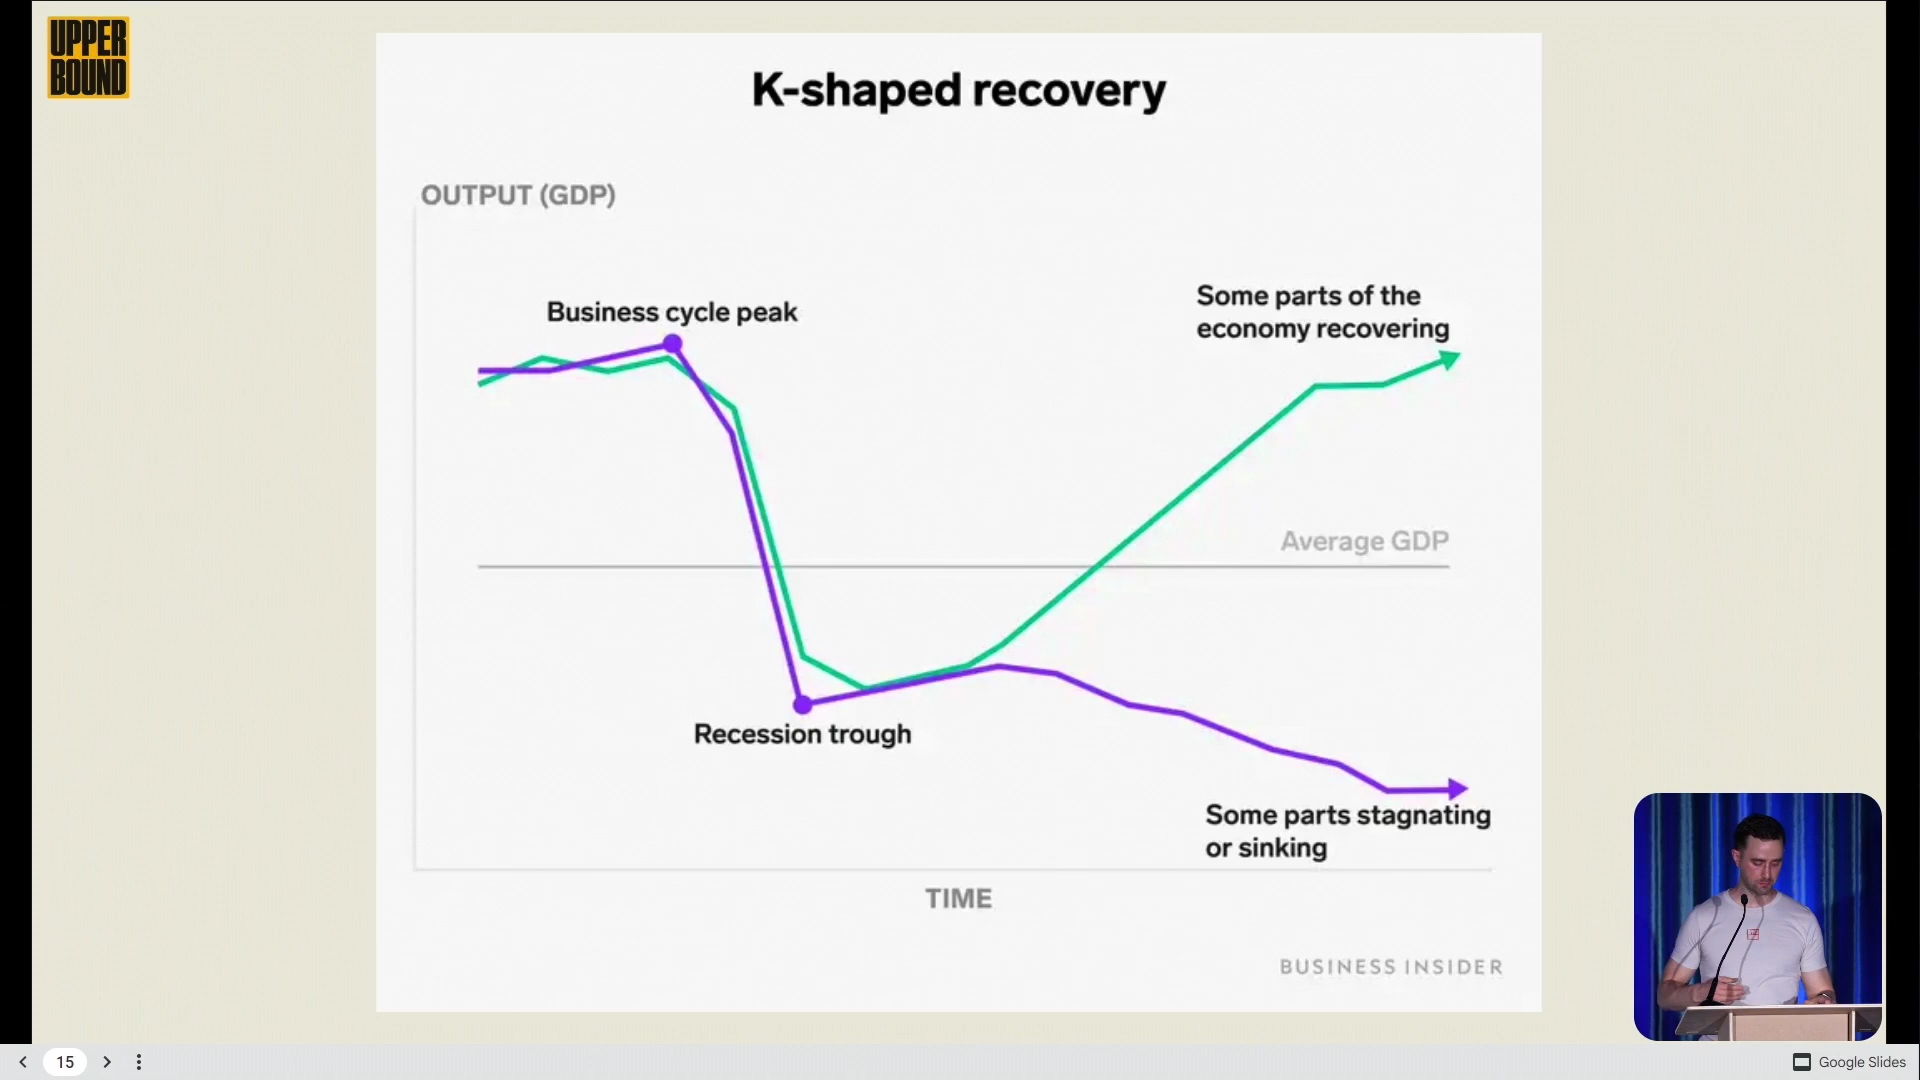 UPPER
BOUND
K-shaped recovery
OUTPUT (GDP)
Business cycle peak
Some parts of the
economy recovering
Average GDP
Recession trough
Some parts stagnating
or sinking
TIME
BUSINESS INSIDER
15
Google Slides